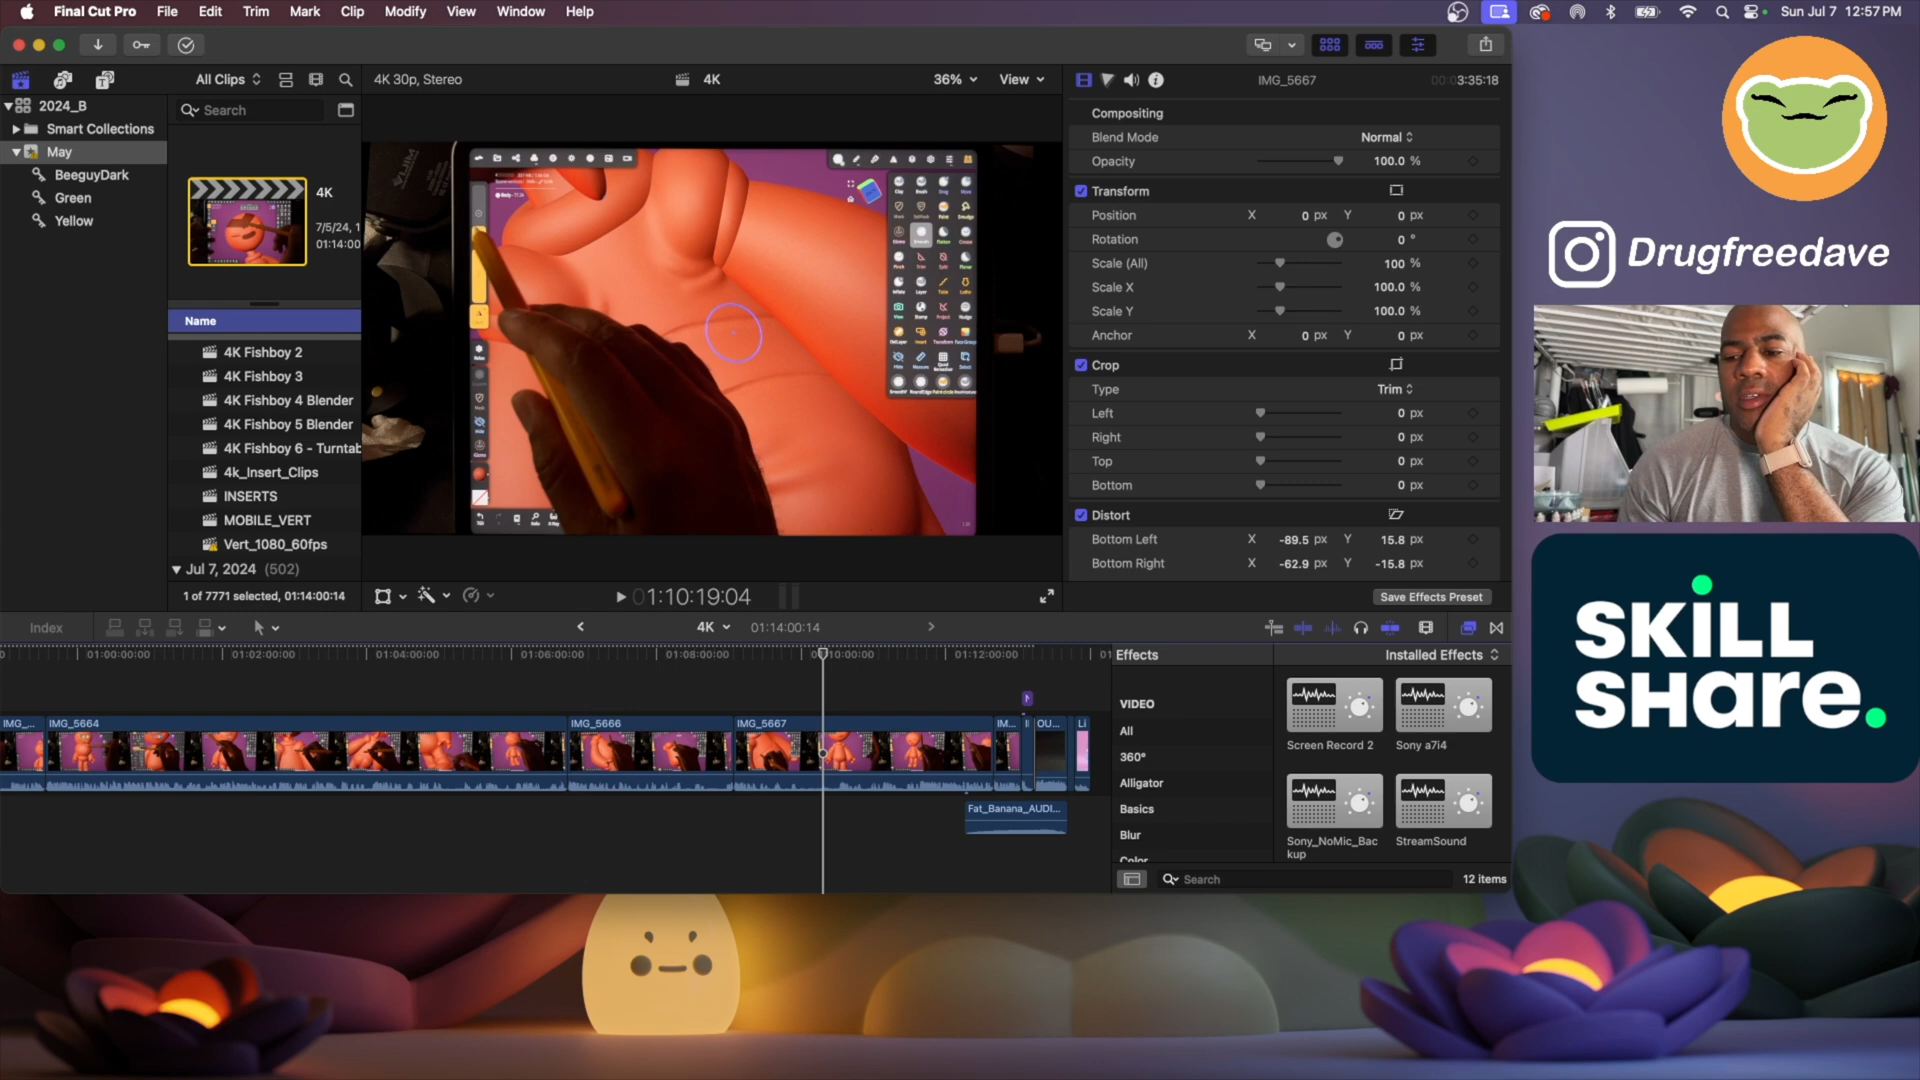 Final Cut Pro File Edit Trim Mark Clip Modify View Window Help
Sun Jul 7 12:57 PM
All Clips
4K 30p, Stereo
4K
36%
View
IMG_5667
00:03:35:18
2024_B
Smart Collections
May
BeeguyDark
Green
Yellow
Search
4K
7/5/24, 1
01:14:00
Name
4K Fishboy 2
4K Fishboy 3
4K Fishboy 4 Blender
4K Fishboy 5 Blender
4K Fishboy 6 - Turntab
4k_Insert_Clips
INSERTS
MOBILE_VERT
Vert_1080_60fps
Jul 7, 2024 (502)
1 of 7771 selected, 01:14:00:14
01:10:19:04
Compositing
Blend Mode Normal
Opacity 100.0 %
Transform
Position X 0 px Y 0 px
Rotation 0 °
Scale (All) 100 %
Scale X 100.0 %
Scale Y 100.0 %
Anchor X 0 px Y 0 px
Crop
Type Trim
Left 0 px
Right 0 px
Top 0 px
Bottom 0 px
Distort
Bottom Left X -89.5 px Y 15.8 px
Bottom Right X -62.9 px Y -15.8 px
Save Effects Preset
Index
4K
01:14:00:14
01:00:00:00 01:02:00:00 01:04:00:00 01:06:00:00 01:08:00:00 01:10:00:00 01:12:00:00
IMG_... IMG_5664 IMG_5666 IMG_5667 IM... OU... Li
Fat_Banana_AUDI...
Effects
Installed Effects
VIDEO
All
360°
Alligator
Basics
Blur
Color
Screen Record 2
Sony a7i4
Sony_NoMic_Bac
kup
StreamSound
Search
12 items
Drugfreedave
SKILL
SHare.